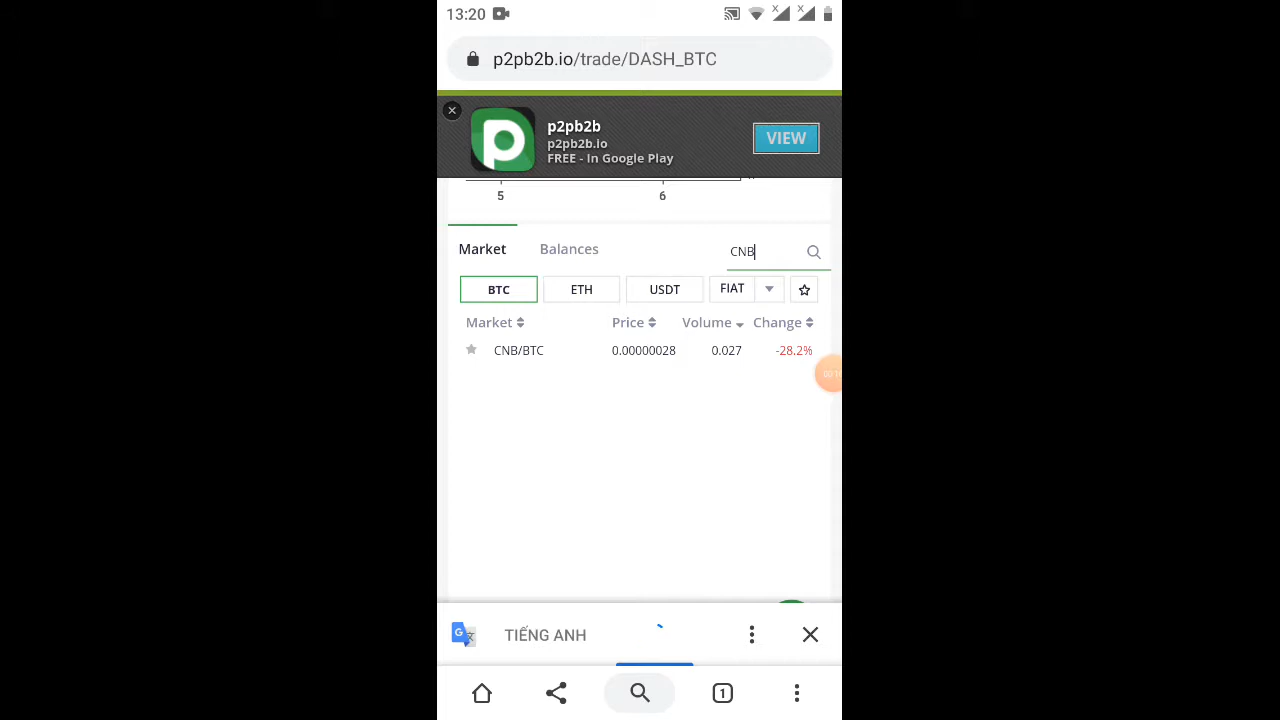 13:20
p2pb2b.io/trade/DASH_BTC
p2pb2b
p2pb2b.io
FREE - In Google Play
VIEW
5 6
Market Balances CNB
BTC ETH USDT FIAT
Market Price Volume Change
CNB/BTC 0.00000028 0.027 -28.2%
TIẾNG ANH
1